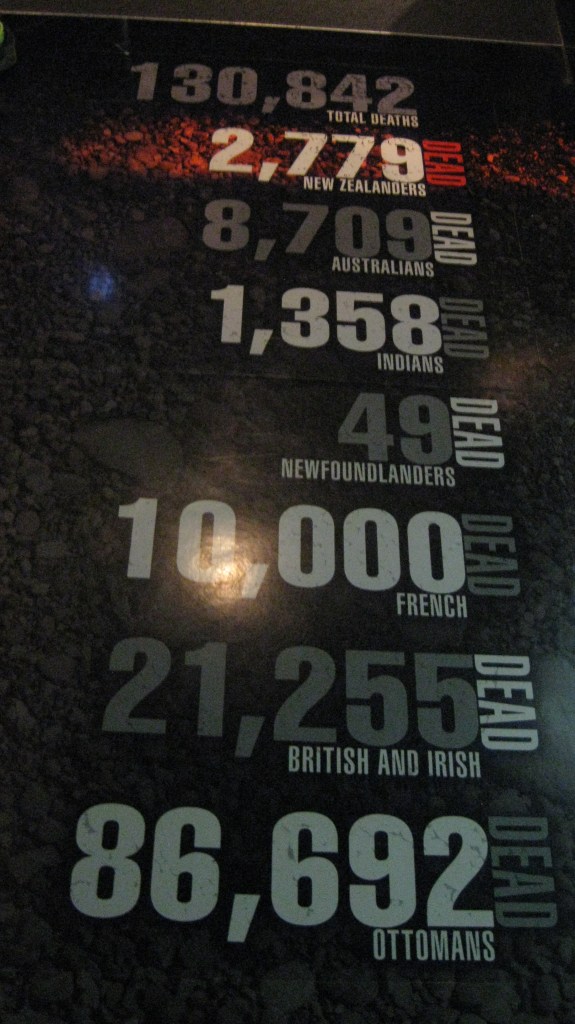 130,842
TOTAL DEATHS
2,779 DEAD
NEW ZEALANDERS
8,709 DEAD
AUSTRALIANS
1,358 DEAD
INDIANS
49 DEAD
NEWFOUNDLANDERS
10,000 DEAD
FRENCH
21,255 DEAD
BRITISH AND IRISH
86,692 DEAD
OTTOMANS